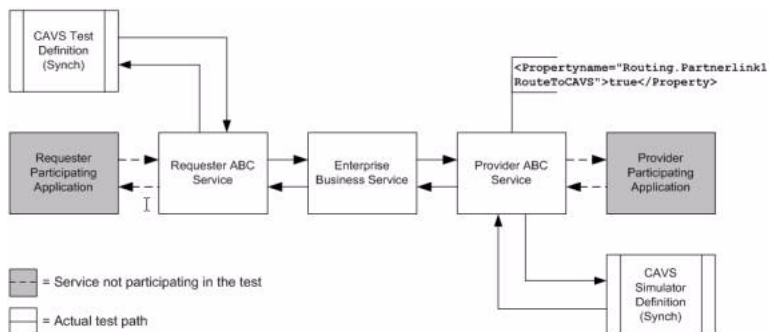 CAVS Test
Definition
(Synch)
<Propertyname="Routing.Partnerlink1
RouteToCAVS">true</Property>
Requester
Participating
Application
Requester ABC
Service
Enterprise
Business Service
Provider ABC
Service
Provider
Participating
Application
= Service not participating in the test
= Actual test path
CAVS
Simulator
Definition
(Synch)